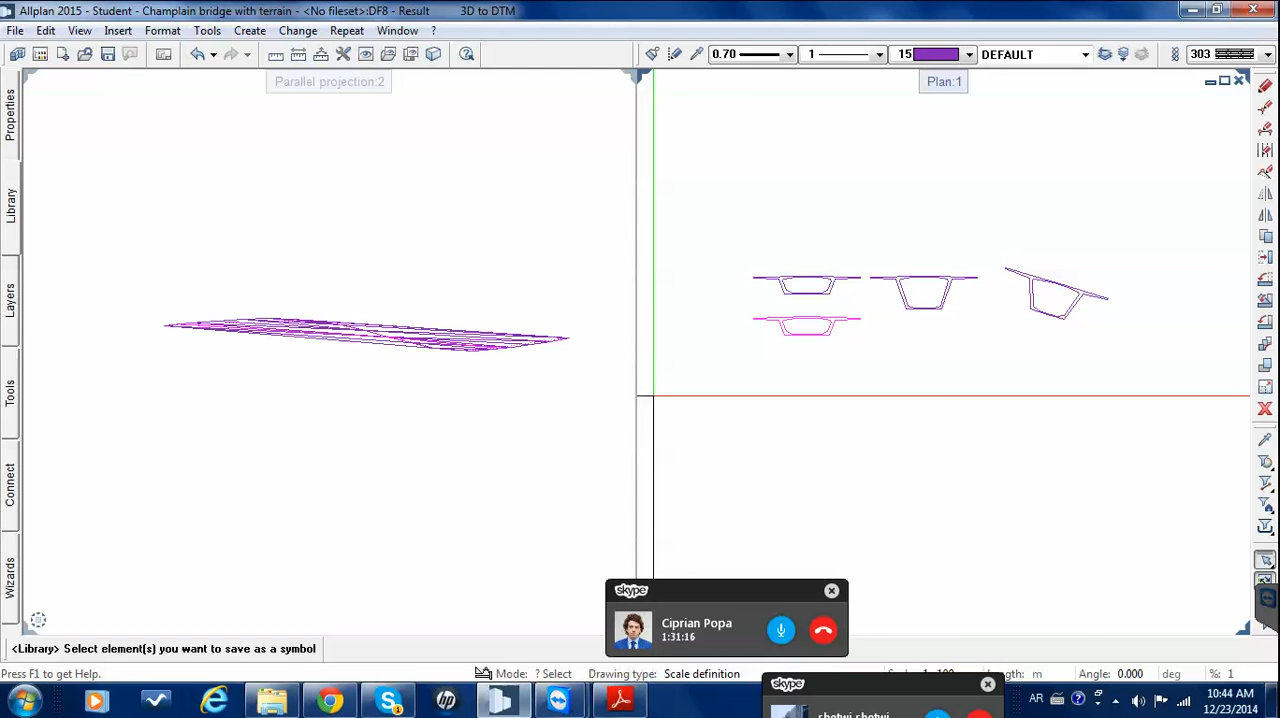 Allplan 2015 - Student - Champlain bridge with terrain - <No fileset>:DF8 - Result 3D to DTM
File Edit View Insert Format Tools Create Change Repeat Window ?
0.70 1 15 DEFAULT 303
Parallel projection:2
Plan:1
Properties
Library
Layers
Tools
Connect
Wizards
skype
Ciprian Popa
1:31:16
<Library> Select element(s) you want to save as a symbol
Press F1 to get Help. Mode: ? Select Drawing type: Scale definition Length: m Angle: 0.000 deg %: 1
skype
shotwi shotwi
AR
10:44 AM
12/23/2014